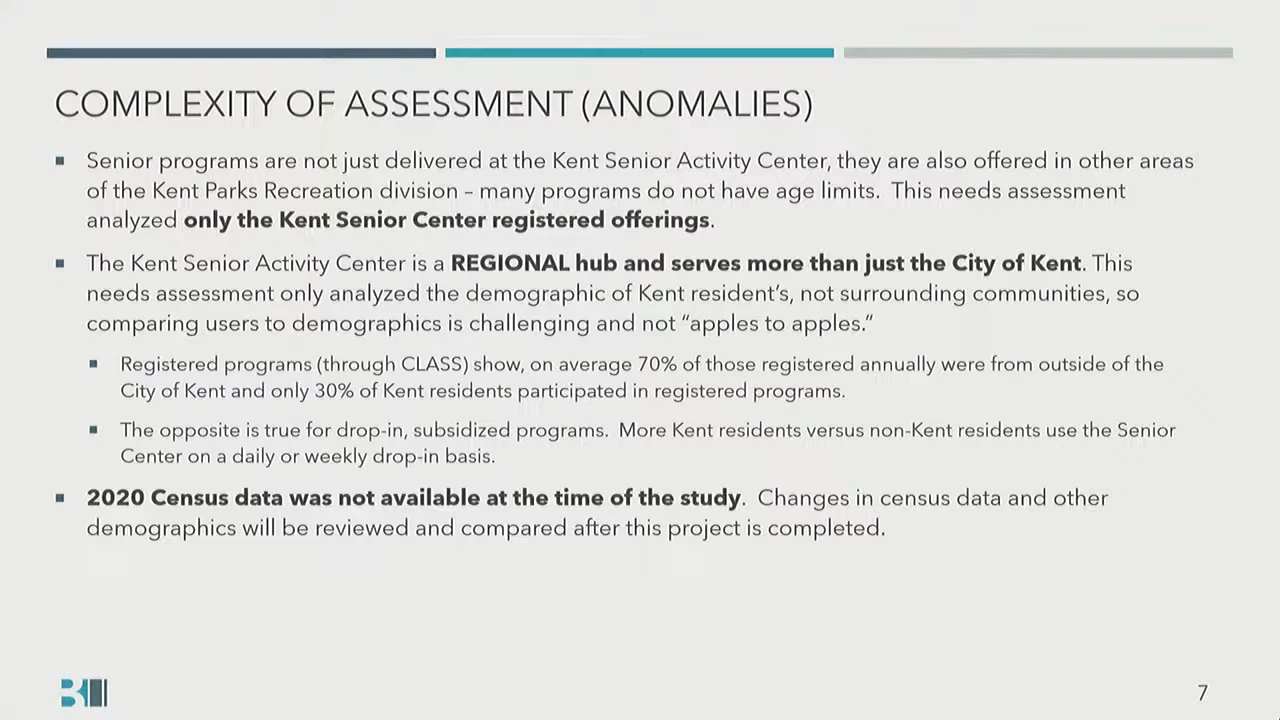 COMPLEXITY OF ASSESSMENT (ANOMALIES)
Senior programs are not just delivered at the Kent Senior Activity Center, they are also offered in other areas
of the Kent Parks Recreation division – many programs do not have age limits.  This needs assessment
analyzed only the Kent Senior Center registered offerings.
The Kent Senior Activity Center is a REGIONAL hub and serves more than just the City of Kent. This
needs assessment only analyzed the demographic of Kent resident’s, not surrounding communities, so
comparing users to demographics is challenging and not “apples to apples.”
Registered programs (through CLASS) show, on average 70% of those registered annually were from outside of the
City of Kent and only 30% of Kent residents participated in registered programs.
The opposite is true for drop-in, subsidized programs.  More Kent residents versus non-Kent residents use the Senior
Center on a daily or weekly drop-in basis.
2020 Census data was not available at the time of the study.  Changes in census data and other
demographics will be reviewed and compared after this project is completed.
7